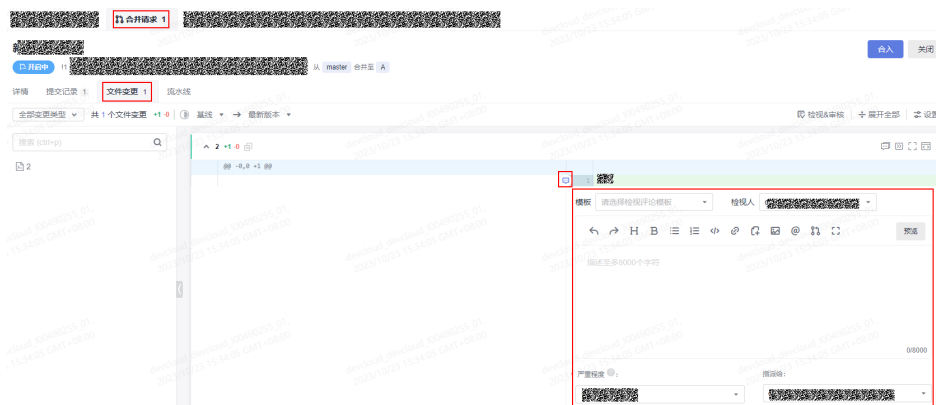 合并请求 1
合入 关闭
开启中 从 master 合并至 A
详情 提交记录 1 文件变更 1 流水线
全部变更类型 共 1 个文件变更 +1 -0 基线 → 最新版本 检视&审核 展开全部 设置
搜索 (ctrl+p) 2 +1 -0
2 @@ -0,0 +1 @@
模板 请选择检视评论模板 检视人
H B </> @ 预览
描述至多8000个字符
0/8000
严重程度 : 指派给: